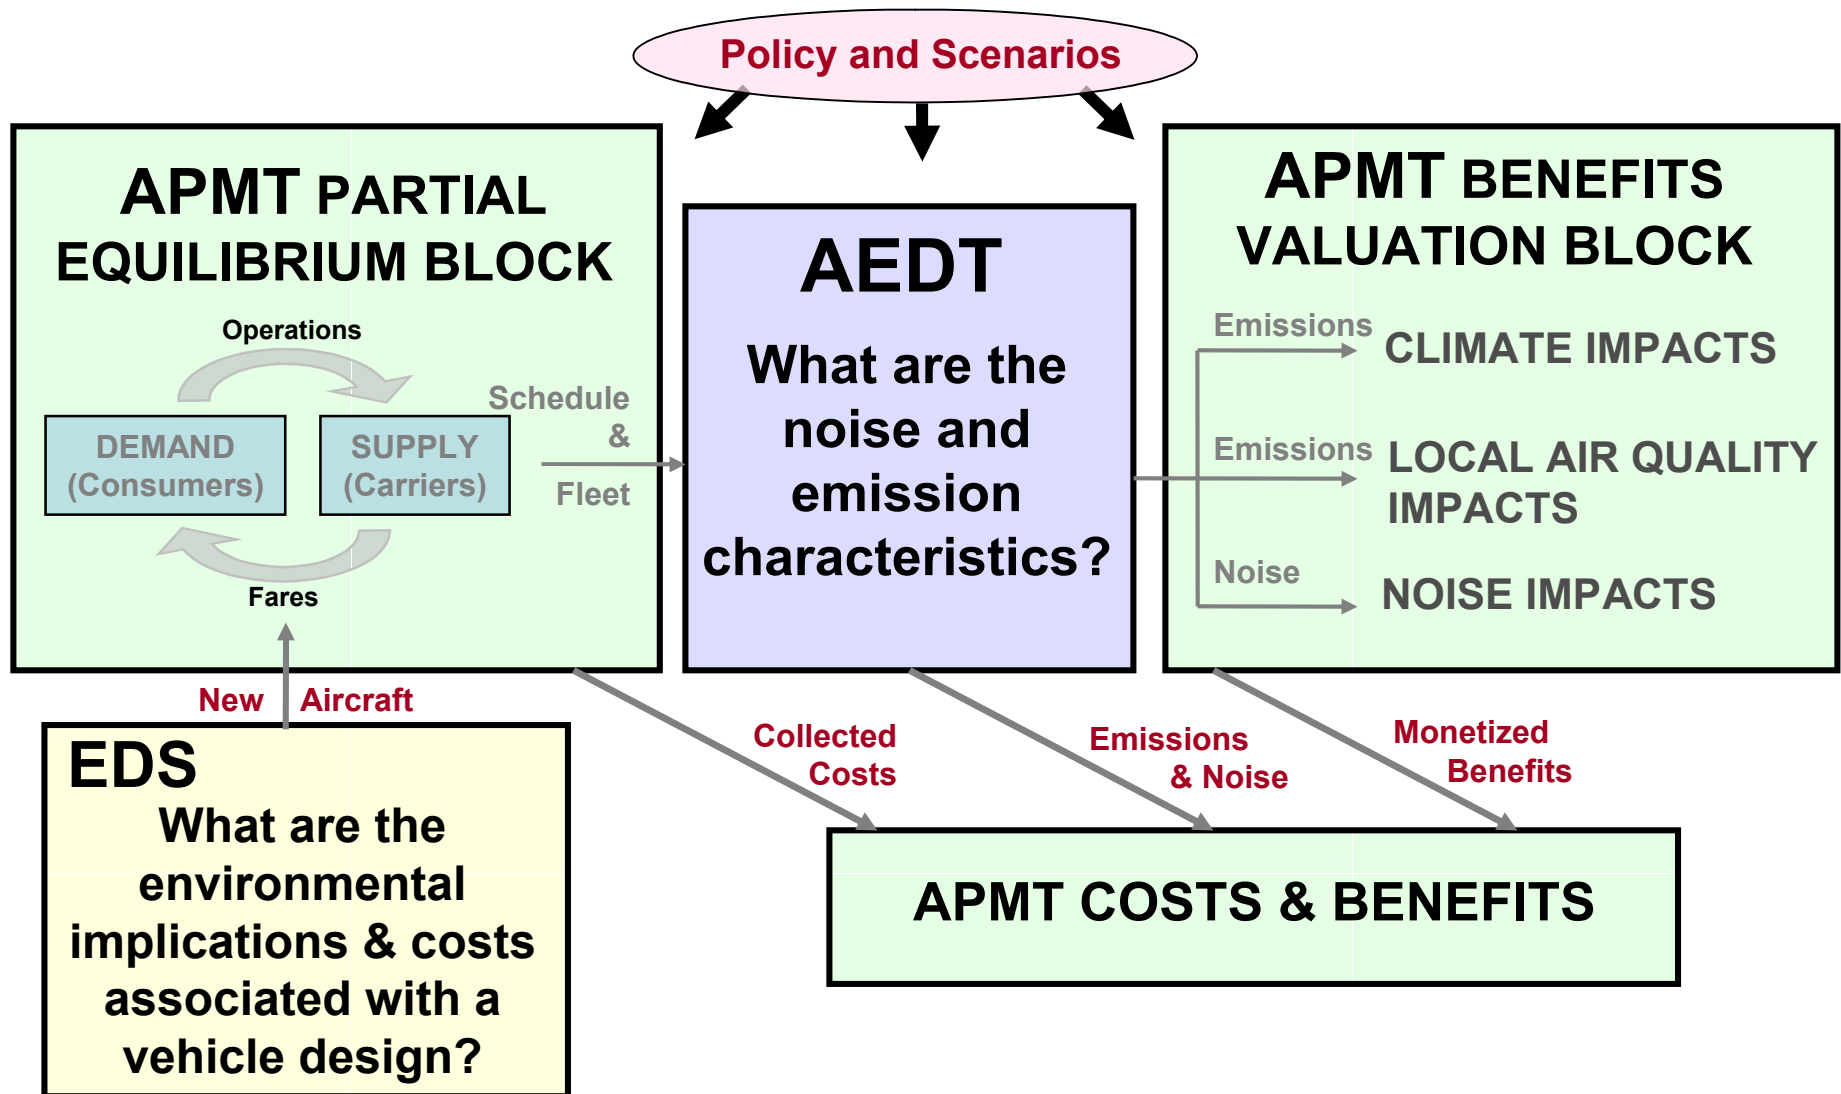 Policy and Scenarios
APMT PARTIAL
EQUILIBRIUM BLOCK
Operations
DEMAND
(Consumers)
SUPPLY
(Carriers)
Fares
Schedule
&
Fleet
AEDT
What are the
noise and
emission
characteristics?
APMT BENEFITS
VALUATION BLOCK
Emissions
CLIMATE IMPACTS
Emissions
LOCAL AIR QUALITY
IMPACTS
Noise
NOISE IMPACTS
New Aircraft
EDS
What are the
environmental
implications & costs
associated with a
vehicle design?
Collected
Costs
Emissions
& Noise
Monetized
Benefits
APMT COSTS & BENEFITS